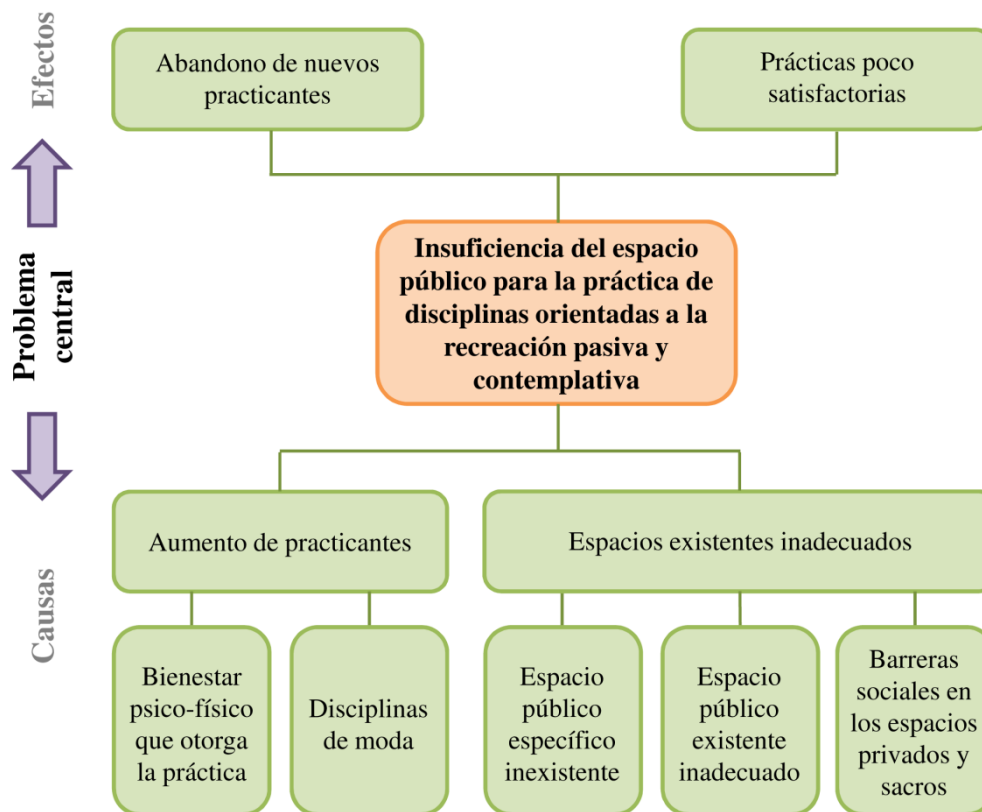 Efectos
Abandono de nuevos
practicantes
Prácticas poco
satisfactorias
Problema
central
Insuficiencia del espacio
público para la práctica de
disciplinas orientadas a la
recreación pasiva y
contemplativa
Causas
Aumento de practicantes
Espacios existentes inadecuados
Bienestar
psico-físico
que otorga
la práctica
Disciplinas
de moda
Espacio
público
específico
inexistente
Espacio
público
existente
inadecuado
Barreras
sociales en
los espacios
privados y
sacros